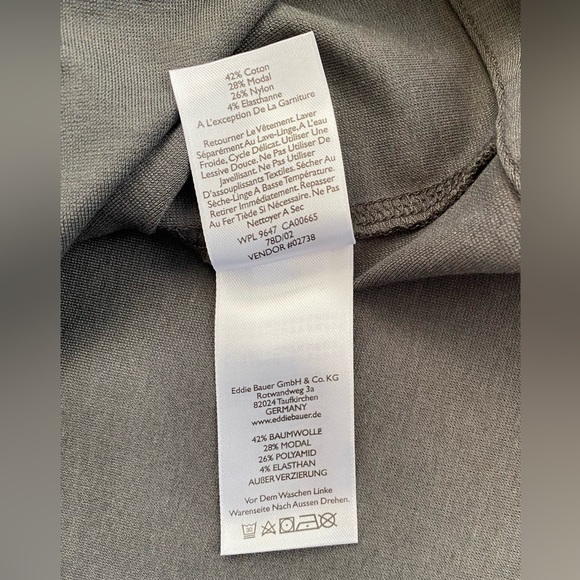 42% Coton
28% Modal
26% Nylon
4% Elasthanne
A L'exception De La Garniture
Retourner Le Vêtement. Laver
Séparément Au Lave-Linge, A L'eau
Froide, Cycle Délicat. Utiliser Une
Lessive Douce. Ne Pas Utiliser De
Javellisant. Ne Pas Utiliser
D'assouplissants Textiles. Sécher Au
Sèche-Linge A Basse Température.
Retirer Immédiatement. Repasser
Au Fer Tiède Si Nécessaire. Ne Pas
Nettoyer A Sec
WPL 9647 CA00665
78D/02
VENDOR #02738
Eddie Bauer GmbH & Co. KG
Rotwandweg 3a
82024 Taufkirchen
GERMANY
www.eddiebauer.de
42% BAUMWOLLE
28% MODAL
26% POLYAMID
4% ELASTHAN
AUßER VERZIERUNG
Vor Dem Waschen Linke
Warenseite Nach Aussen Drehen.